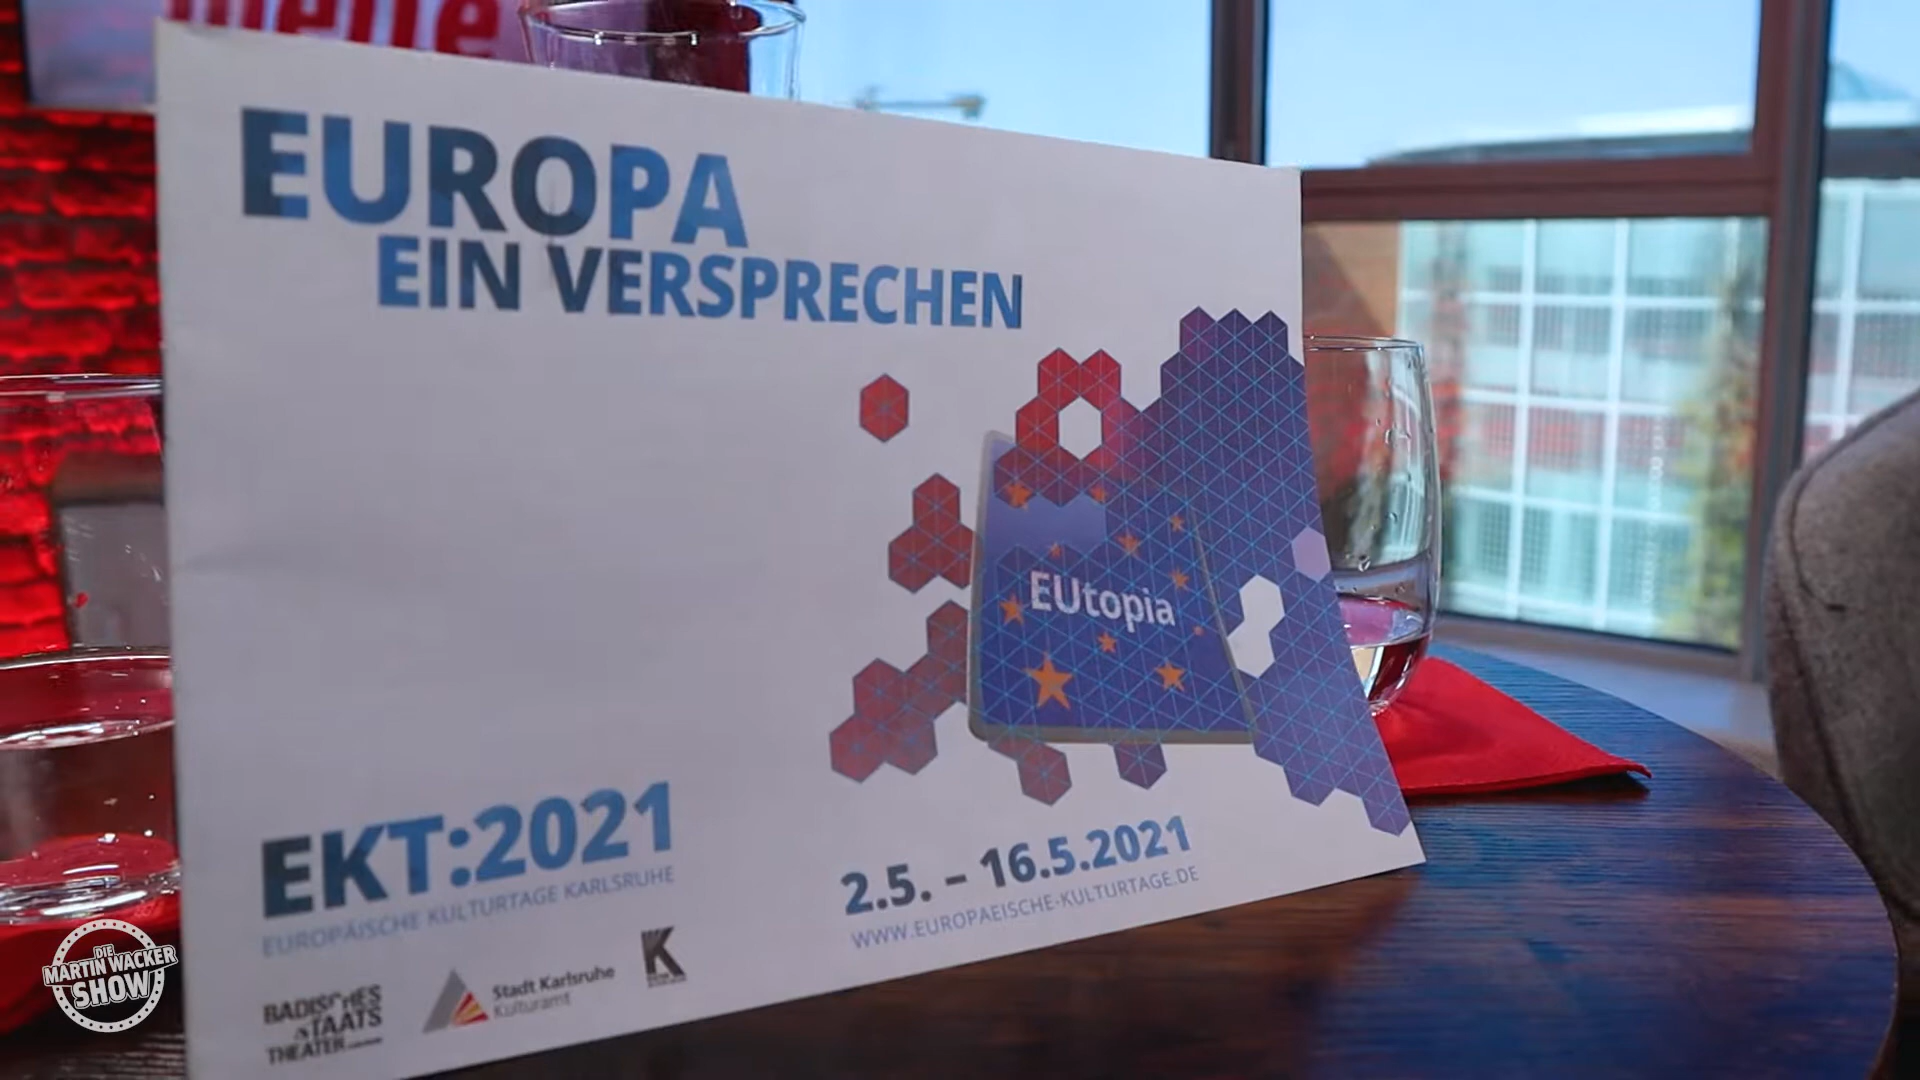 EUROPA
EIN VERSPRECHEN
EUtopia
EKT:2021
EUROPÄISCHE KULTURTAGE KARLSRUHE
2.5. – 16.5.2021
WWW.EUROPAEISCHE-KULTURTAGE.DE
BADISCHES
STAATS
THEATER
Stadt Karlsruhe
Kulturamt
K
DIE
MARTIN WACKER
SHOW